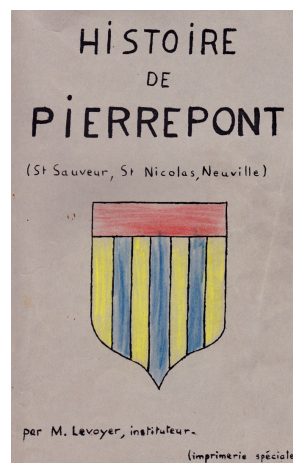 HiSTOiRE
DE
PiERREPONT
(St Sauveur, St Nicolas, Neuville)
par M. Levoyer, instituteur.
(imprimerie spéciale